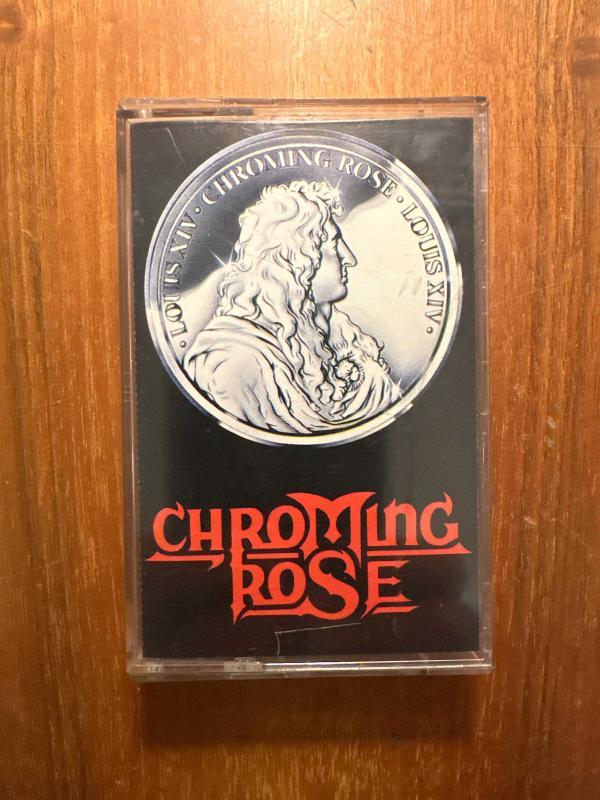 · LOUIS XIV · CHROMING ROSE · LOUIS XIV ·
CHROMING
ROSE